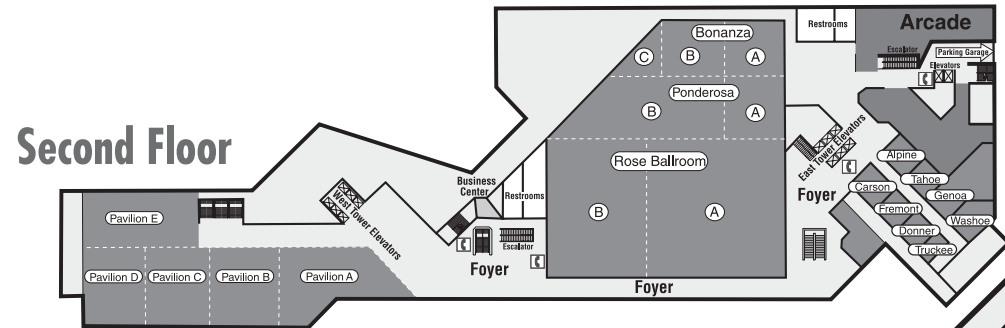 Second Floor
Restrooms
Arcade
Bonanza
Escalator
Parking Garage
C
B
A
Elevators
Ponderosa
B
A
East Tower Elevators
Rose Ballroom
B
A
Alpine
Tahoe
Genoa
Washoe
Carson
Fremont
Donner
Truckee
Foyer
Business
Center
Restrooms
West Tower Elevators
Escalator
Foyer
Foyer
Pavilion E
Pavilion D
Pavilion C
Pavilion B
Pavilion A